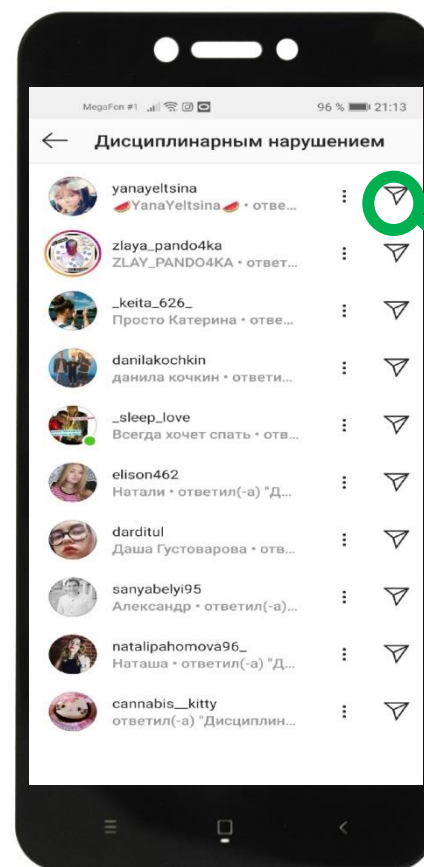 MegaFon #1 96 % 21:13
Дисциплинарным нарушением
yanayeltsina
🍉YanaYeltsina🍉 • отве...
zlaya_pando4ka
ZLAY_PANDO4KA • ответ...
_keita_626_
Просто Катерина • отве...
danilakochkin
данила кочкин • ответи...
_sleep_love
Всегда хочет спать • отв...
elison462
Натали • ответил(-а) "Д...
darditul
Даша Густоварова • отв...
sanyabelyi95
Александр • ответил(-а)...
natalipahomova96_
Наташа • ответил(-а) "Д...
cannabis__kitty
ответил(-а) "Дисциплин...